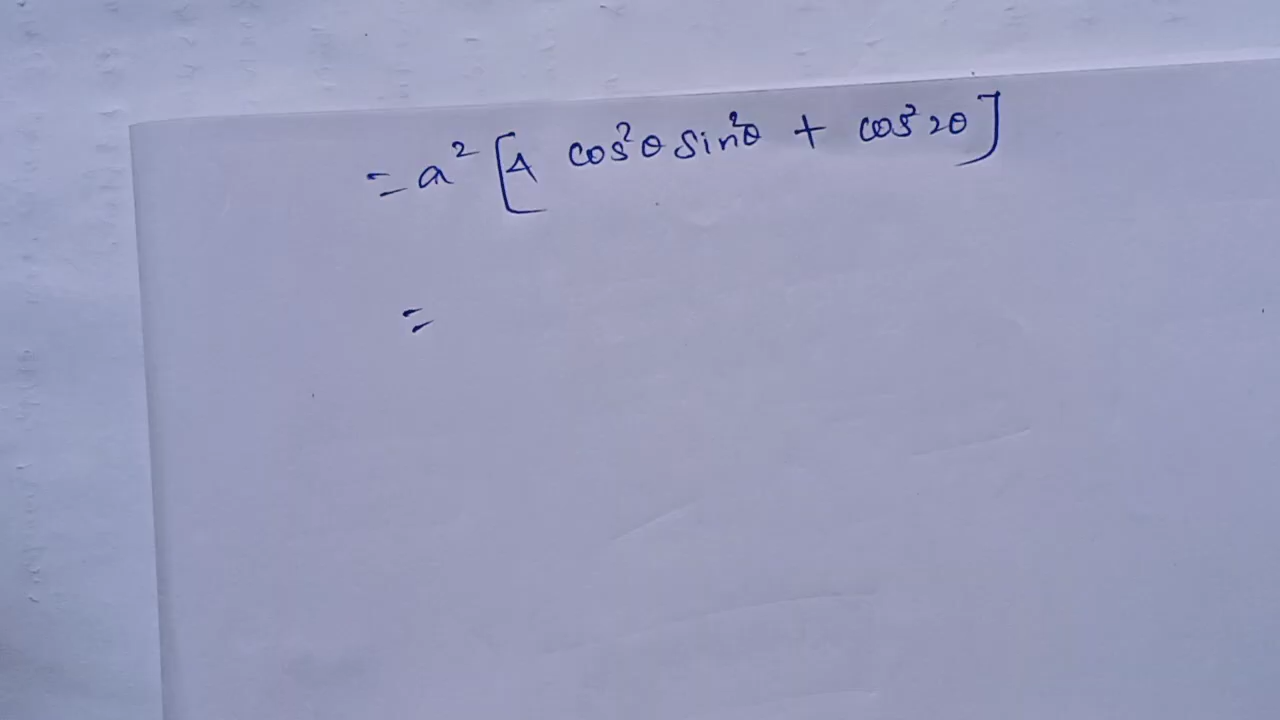 = a² [4 cos²θ sin²θ + cos² 2θ]
=